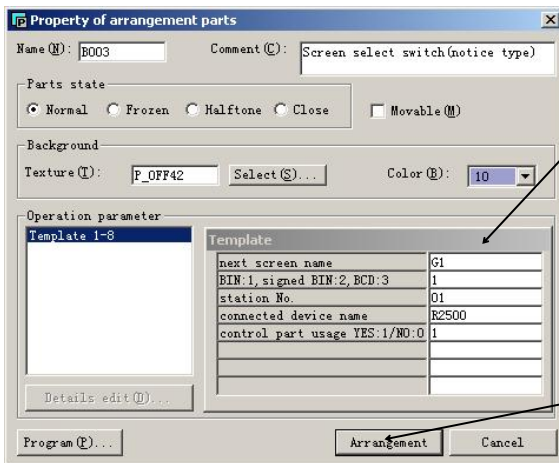 Property of arrangement parts
Name(N): B003 Comment(C): Screen select switch(notice type)
Parts state
Normal Frozen Halftone Close Movable(M)
Background
Texture(T): P_OFF42 Select(S)... Color(B): 10
Operation parameter
Template 1-8
Template
next screen name G1
BIN:1,signed BIN:2,BCD:3 1
station No. 01
connected device name R2500
control part usage YES:1/NO:0 1
Details edit(D)...
Program(P)... Arrangement Cancel